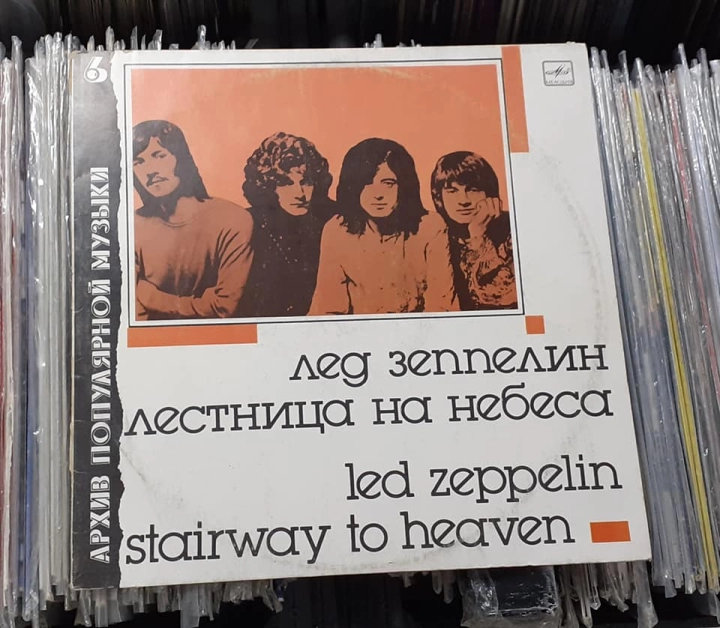 6
АРХИВ ПОПУЛЯРНОЙ МУЗЫКИ
лед зеппелин
лестница на небеса
led zeppelin
stairway to heaven